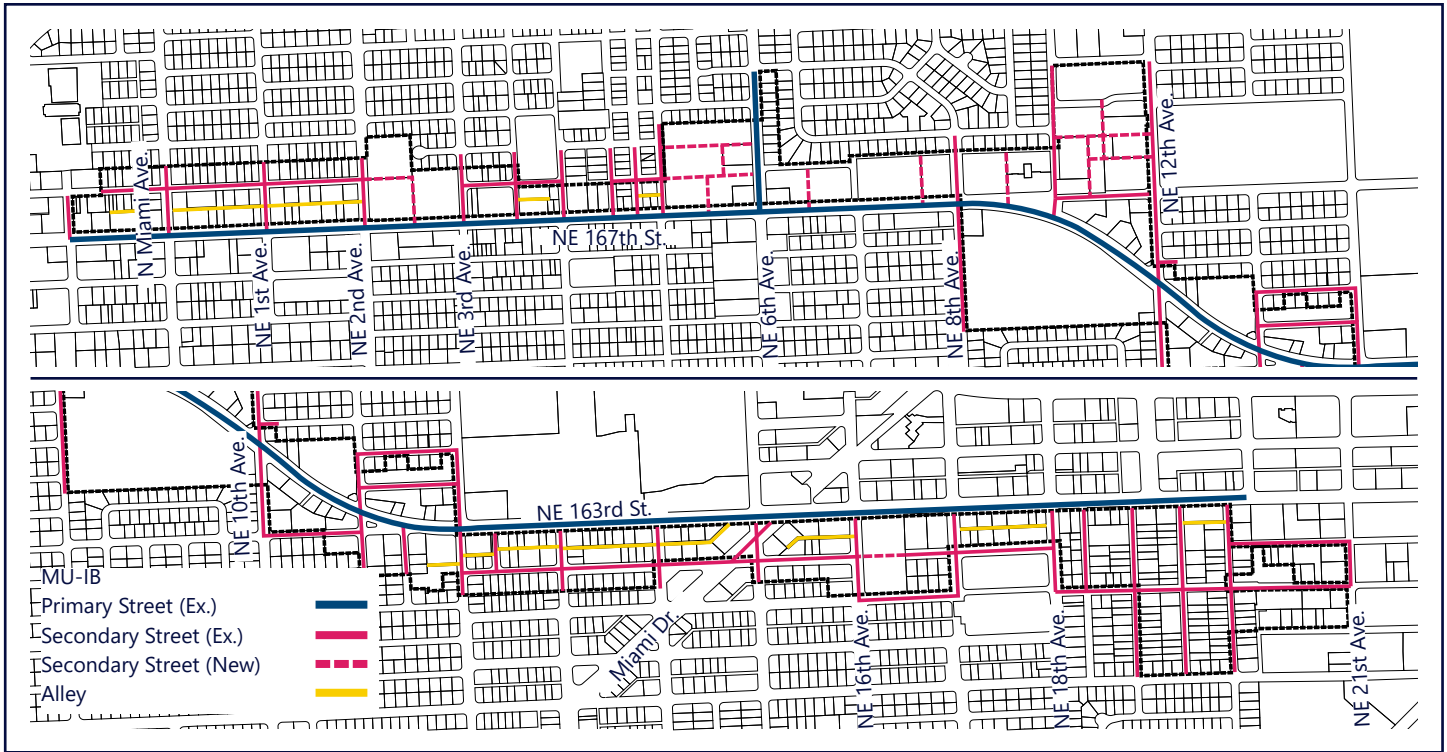 N Miami Ave.
NE 1st Ave.
NE 2nd Ave.
NE 3rd Ave.
NE 167th St.
NE 6th Ave.
NE 8th Ave.
NE 12th Ave.
NE 10th Ave.
NE 163rd St.
Miami Dr.
NE 16th Ave.
NE 18th Ave.
NE 21st Ave.
MU-IB
Primary Street (Ex.)
Secondary Street (Ex.)
Secondary Street (New)
Alley